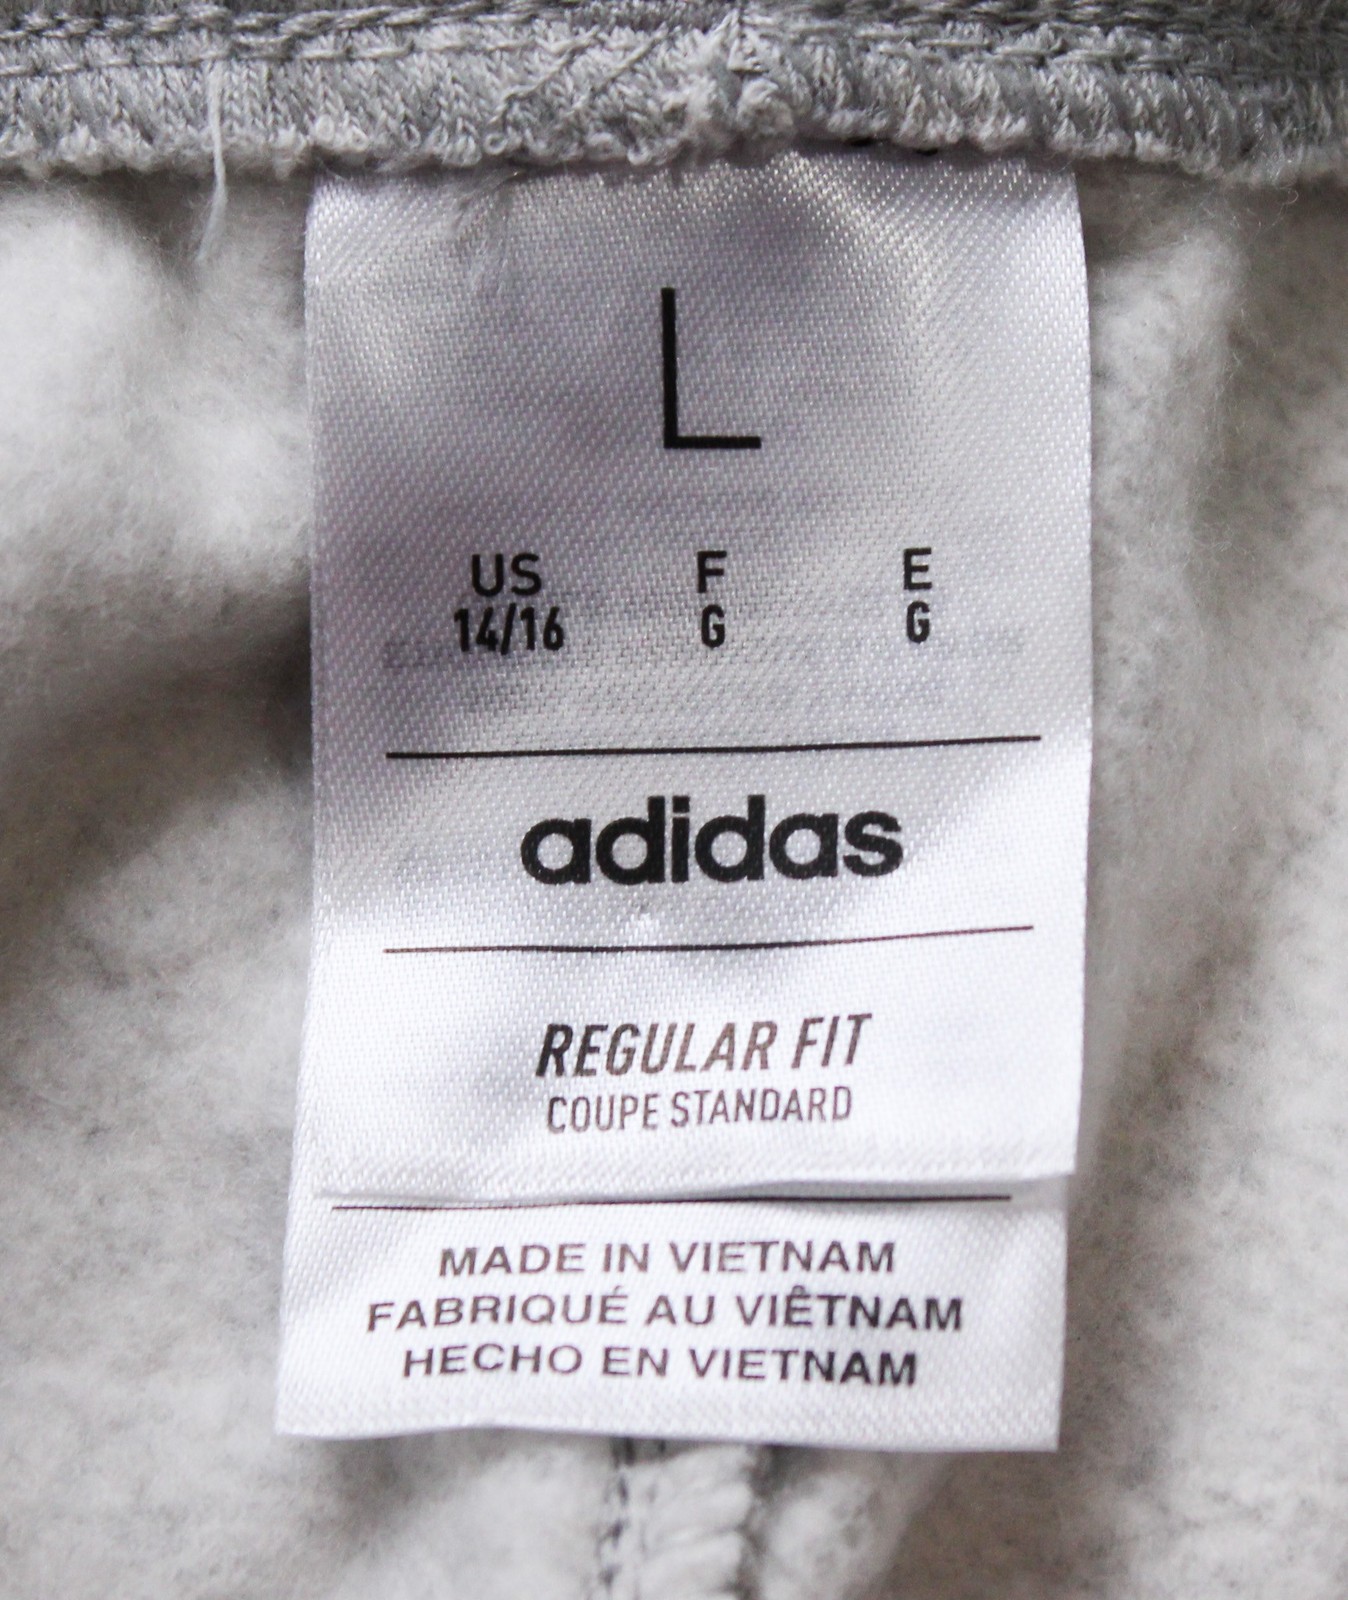 L
US F E
14/16 G G
adidas
REGULAR FIT
COUPE STANDARD
MADE IN VIETNAM
FABRIQUÉ AU VIÊTNAM
HECHO EN VIETNAM